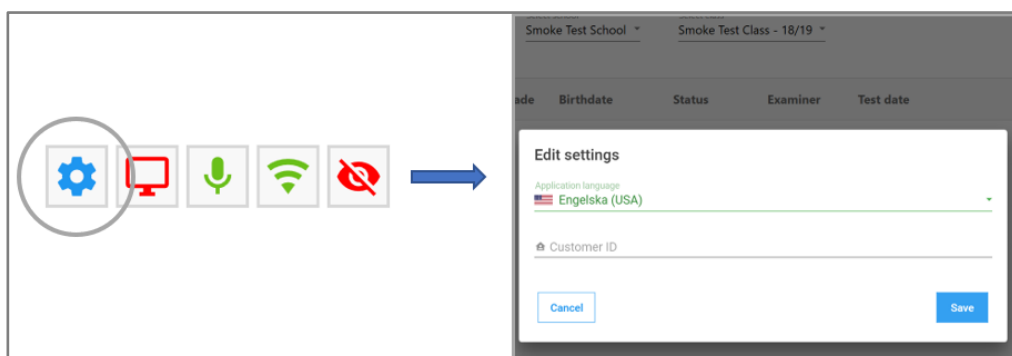 Smoke Test School Smoke Test Class - 18/19
ade Birthdate Status Examiner Test date
Edit settings
Application language
Engelska (USA)
Customer ID
Cancel Save